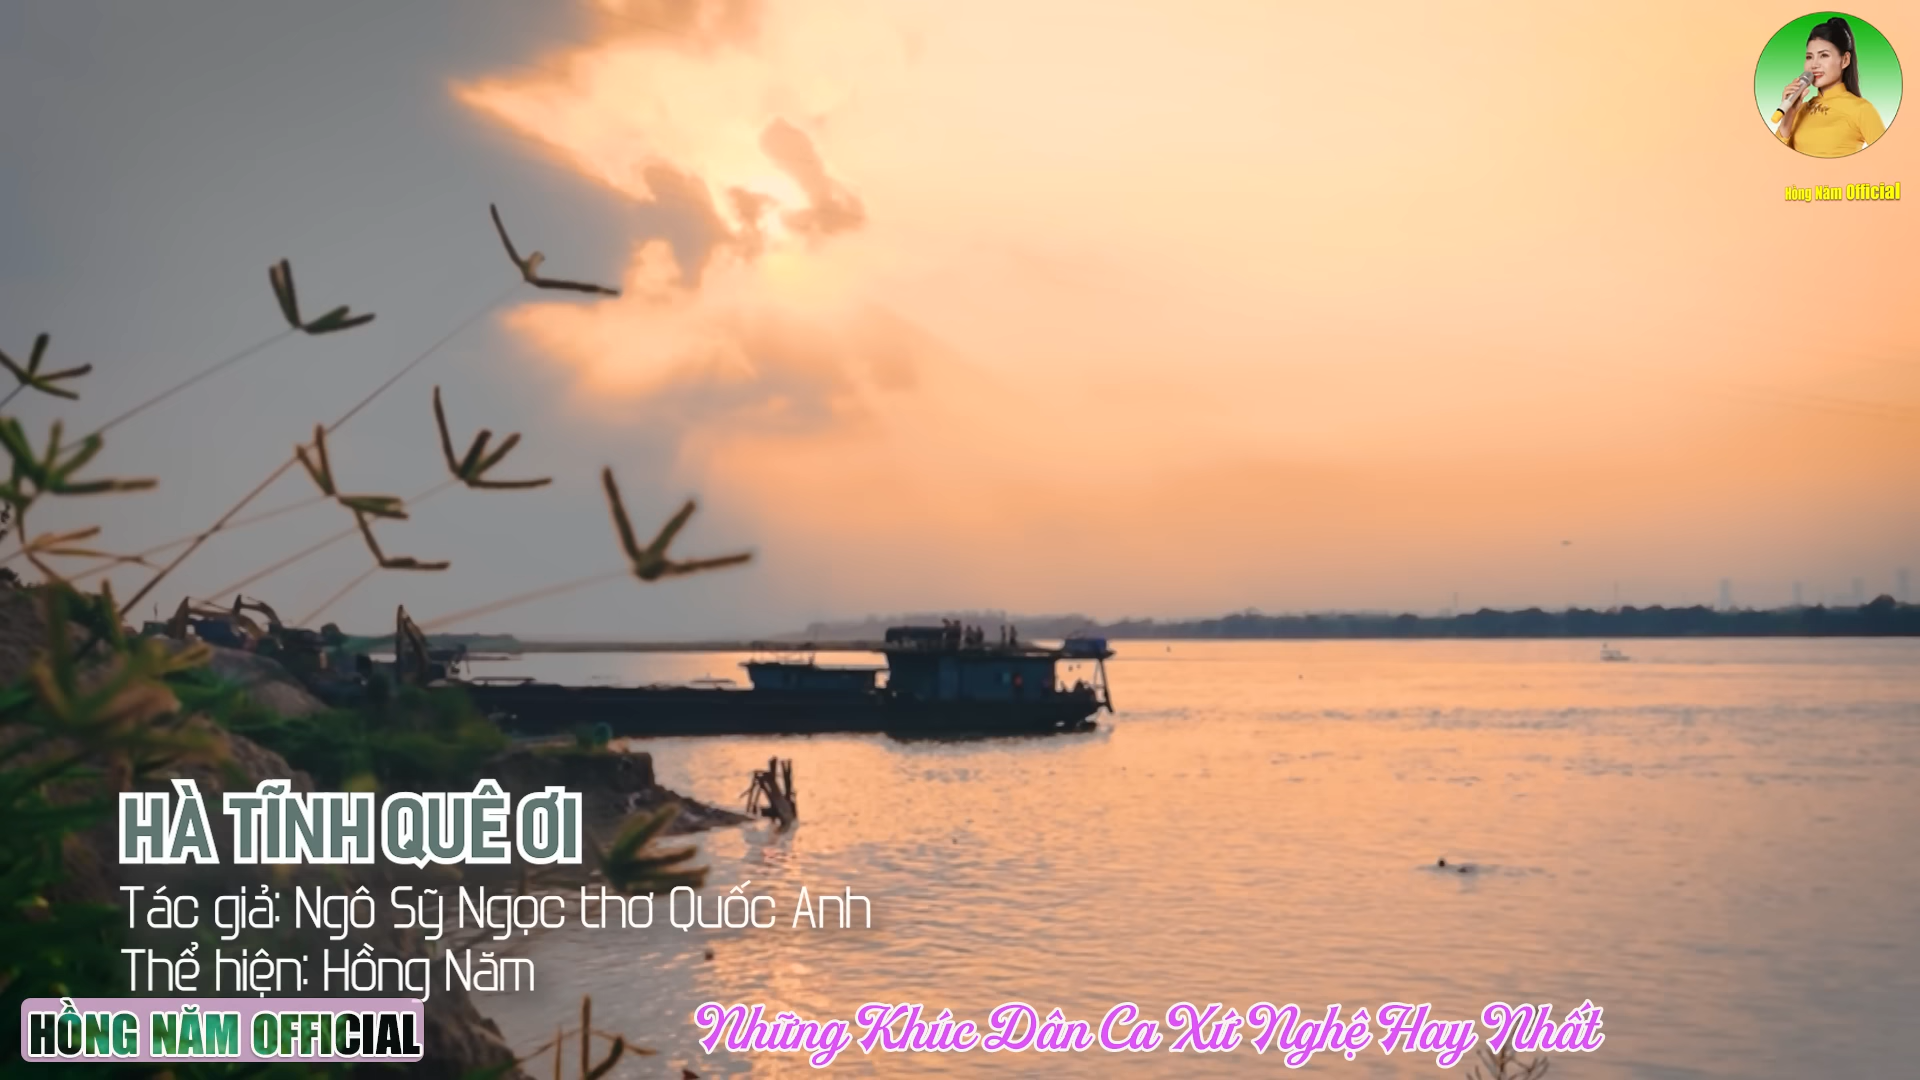 Hồng Năm Official
HÀ TĨNH QUÊ ƠI
Tác giả: Ngô Sỹ Ngọc thơ Quốc Anh
Thể hiện: Hồng Năm
HỒNG NĂM OFFICIAL
Những Khúc Dân Ca Xứ Nghệ Hay Nhất